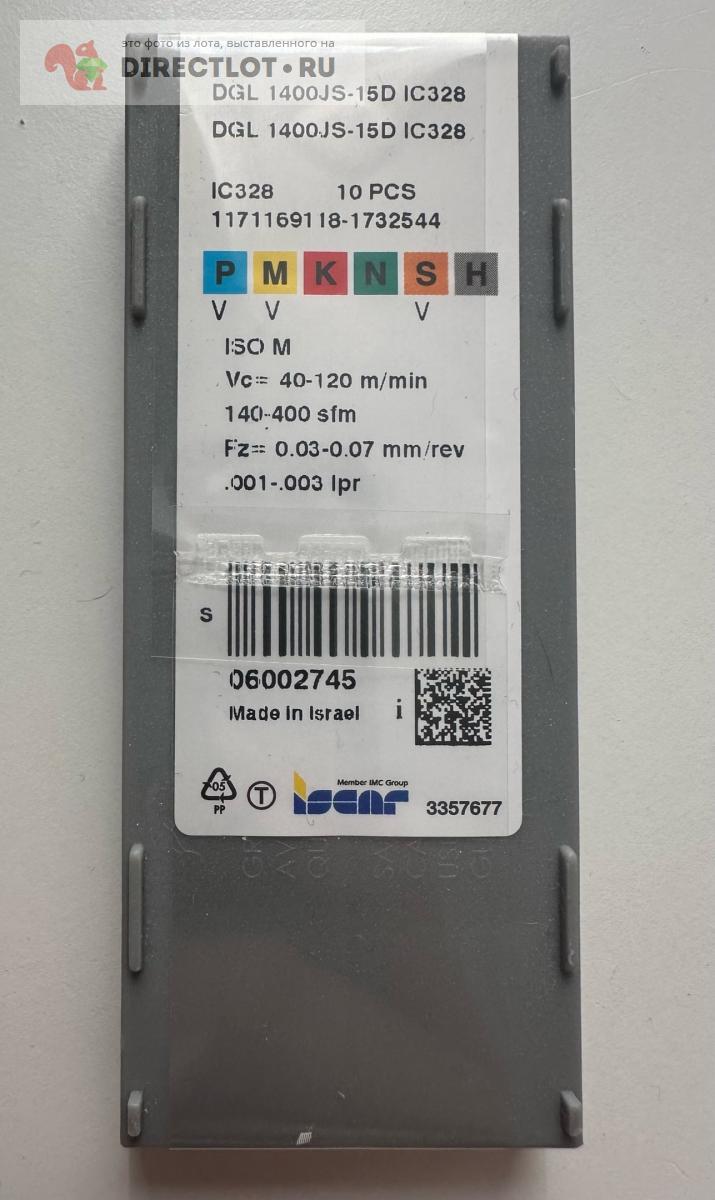 это фото из лота, выставленного на
DIRECTLOT.RU
DGL 1400JS-15D IC328
DGL 1400JS-15D IC328
IC328 10 PCS
1171169118-1732544
P M K N S H
V V V
ISO M
Vc= 40-120 m/min
140-400 sfm
Fz= 0.03-0.07 mm/rev
.001-.003 Ipr
S
06002745
Made in Israel i
Member IMC Group
05
PP
T
iscar
3357677